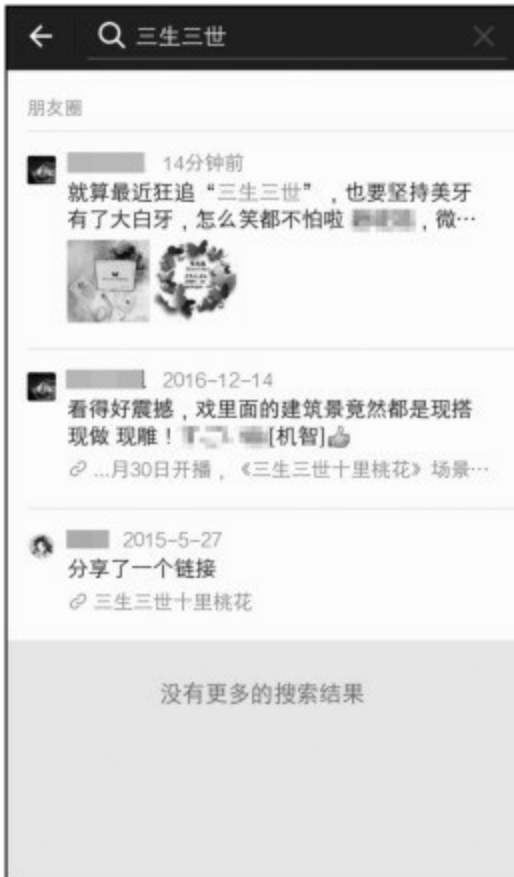 三生三世
朋友圈
14分钟前
就算最近狂追“三生三世”，也要坚持美牙
有了大白牙，怎么笑都不怕啦 ，微…
2016-12-14
看得好震撼，戏里面的建筑景竟然都是现搭
现做 现雕！ [机智]👍
...月30日开播，《三生三世十里桃花》场景…
2015-5-27
分享了一个链接
三生三世十里桃花
没有更多的搜索结果